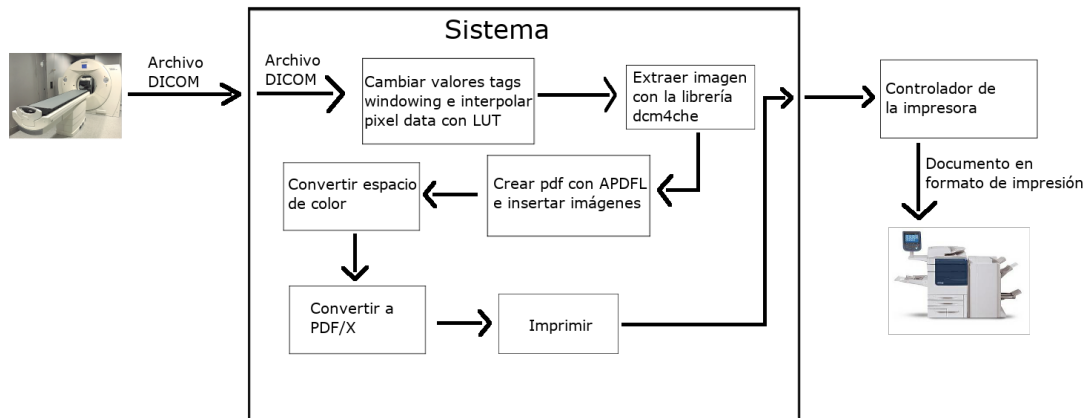 Sistema
Archivo
DICOM
Archivo
DICOM
Cambiar valores tags
windowing e interpolar
pixel data con LUT
Extraer imagen
con la librería
dcm4che
Controlador de
la impresora
Documento en
formato de impresión
Crear pdf con APDFL
e insertar imágenes
Convertir espacio
de color
Convertir a
PDF/X
Imprimir